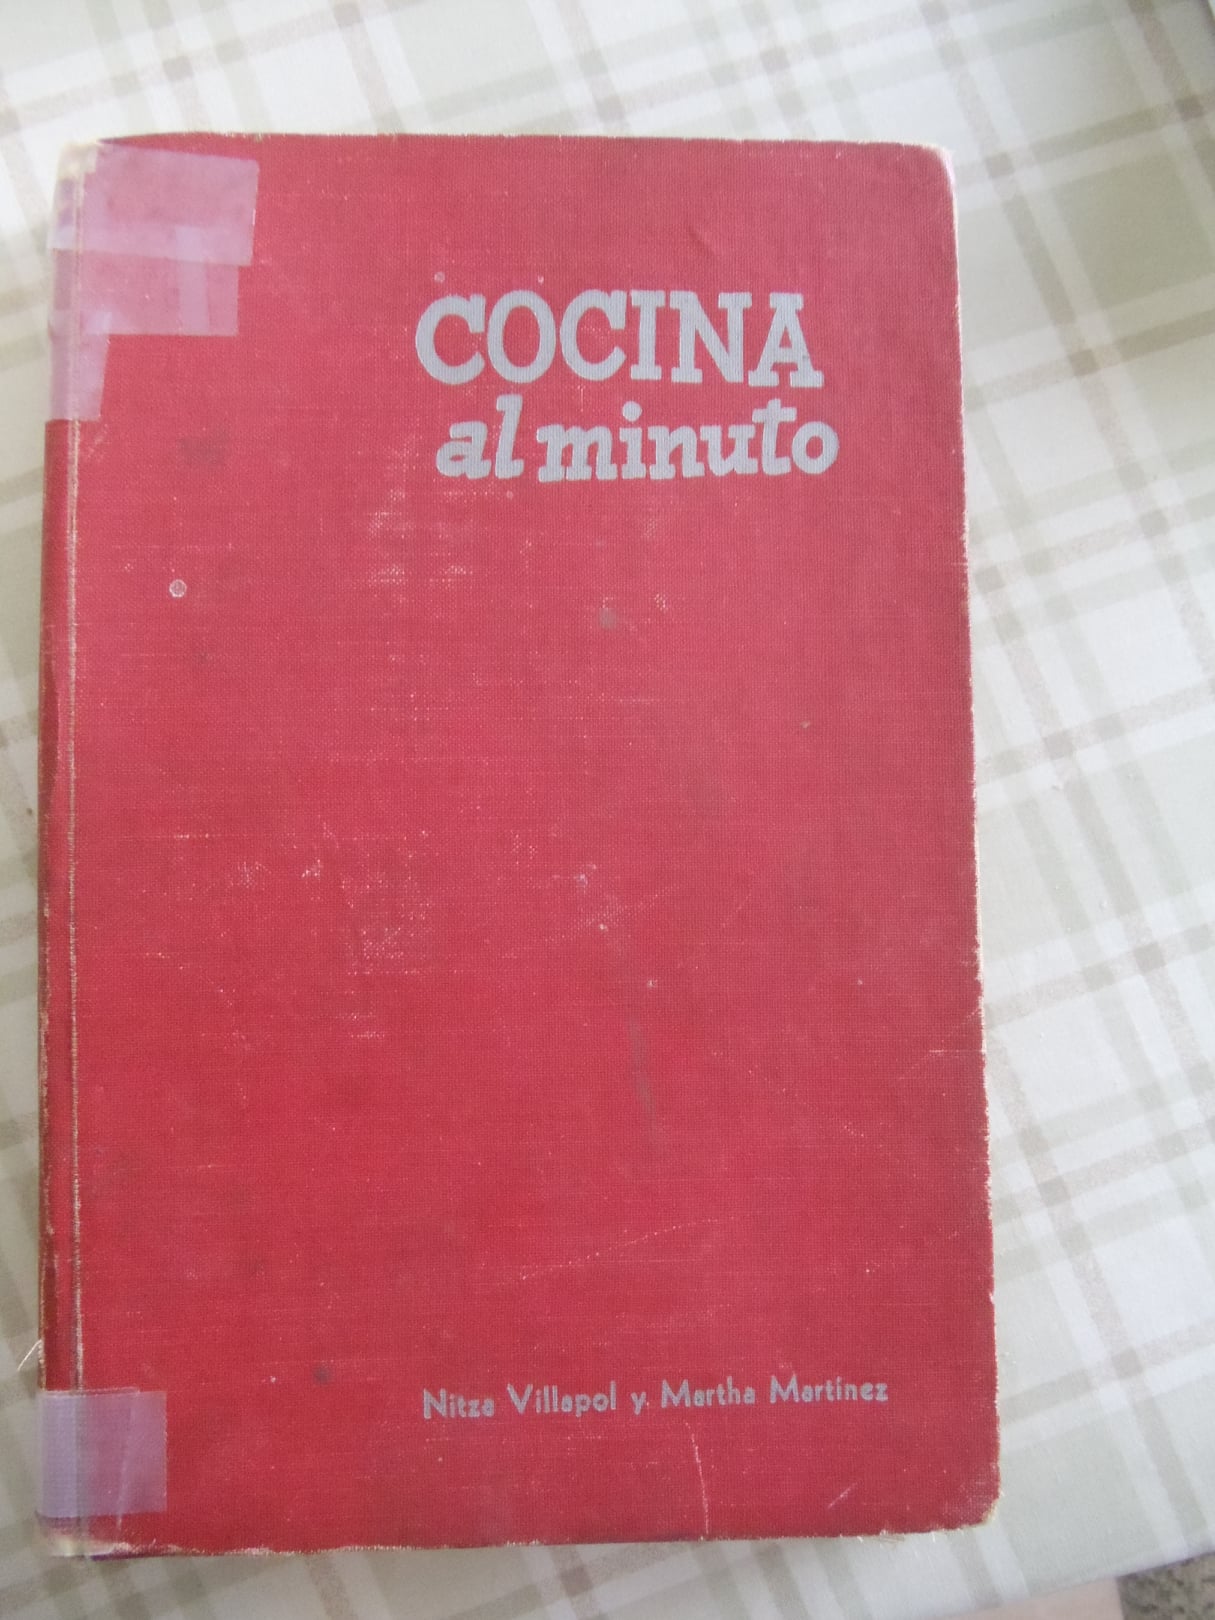 COCINA
al minuto
Nitza Villapol y Martha Martínez